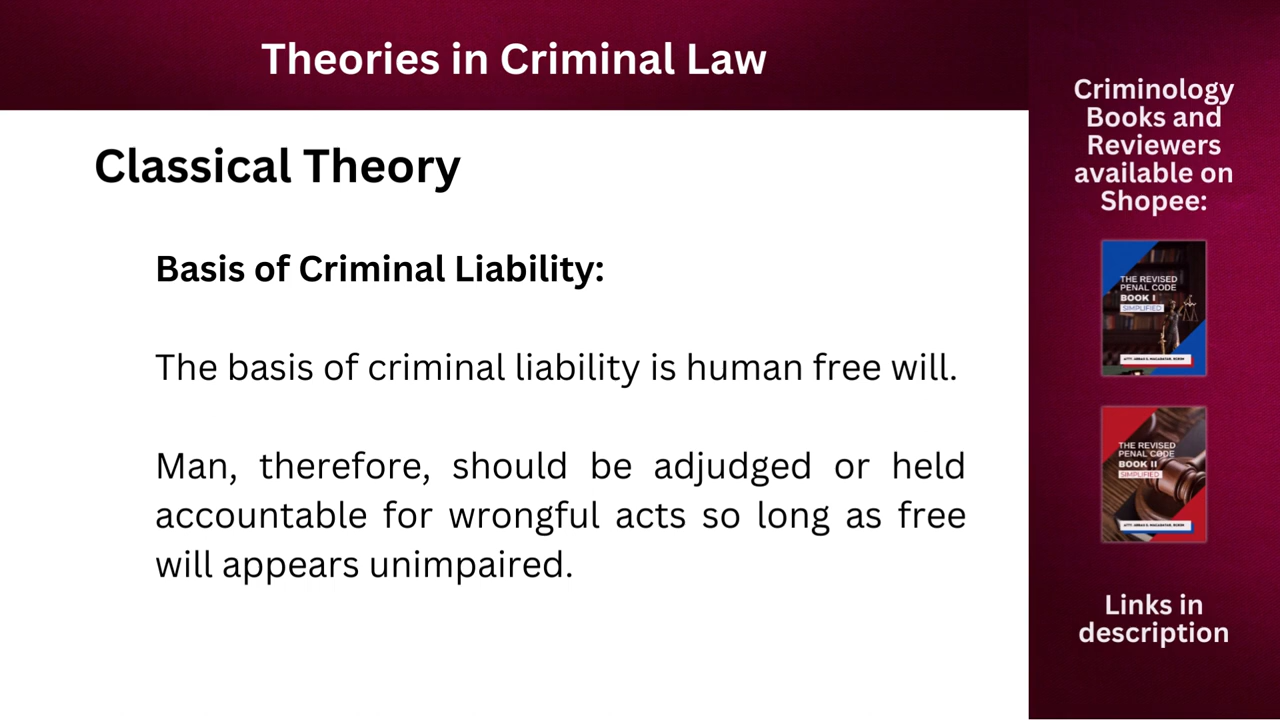 Theories in Criminal Law
Classical Theory
Basis of Criminal Liability:
The basis of criminal liability is human free will.
Man, therefore, should be adjudged or held
accountable for wrongful acts so long as free
will appears unimpaired.
Criminology
Books and
Reviewers
available on
Shopee:
THE REVISED
PENAL CODE
BOOK I
SIMPLIFIED
THE REVISED
PENAL CODE
BOOK II
SIMPLIFIED
Links in
description